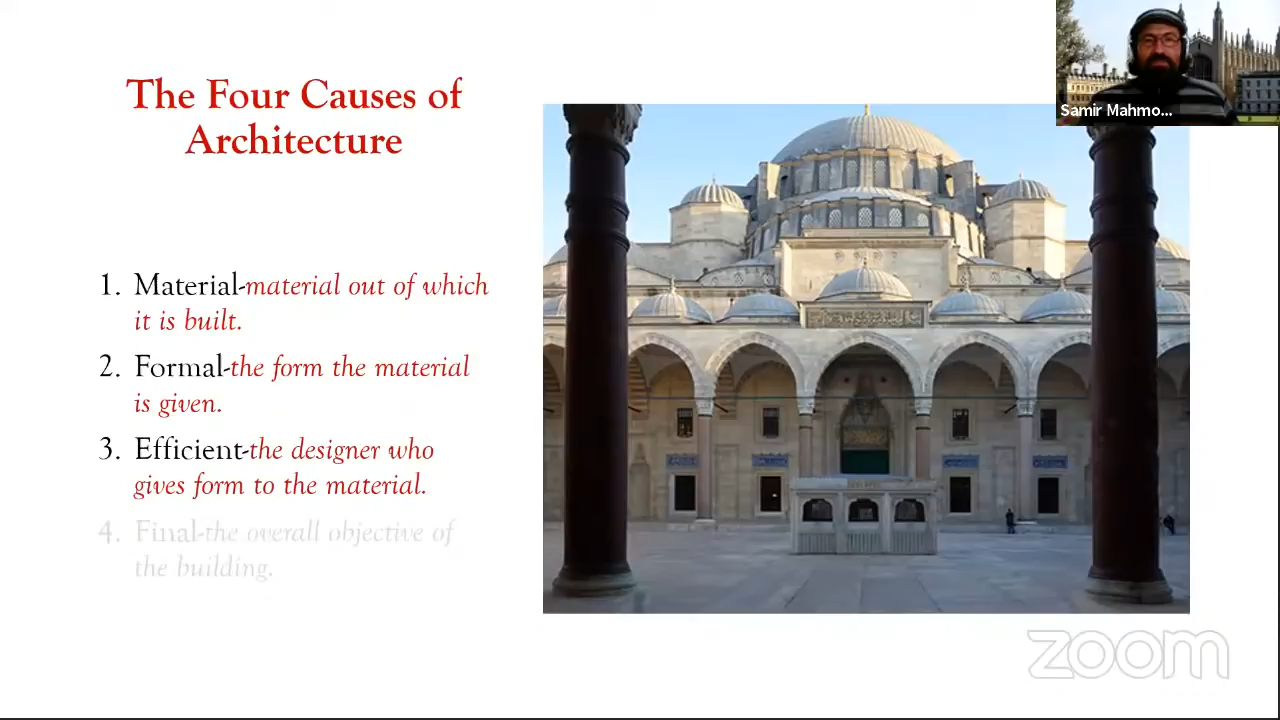 The Four Causes of
Architecture
1. Material-material out of which
it is built.
2. Formal-the form the material
is given.
3. Efficient-the designer who
gives form to the material.
4. Final-the overall objective of
the building.
Samir Mahmo...
zoom